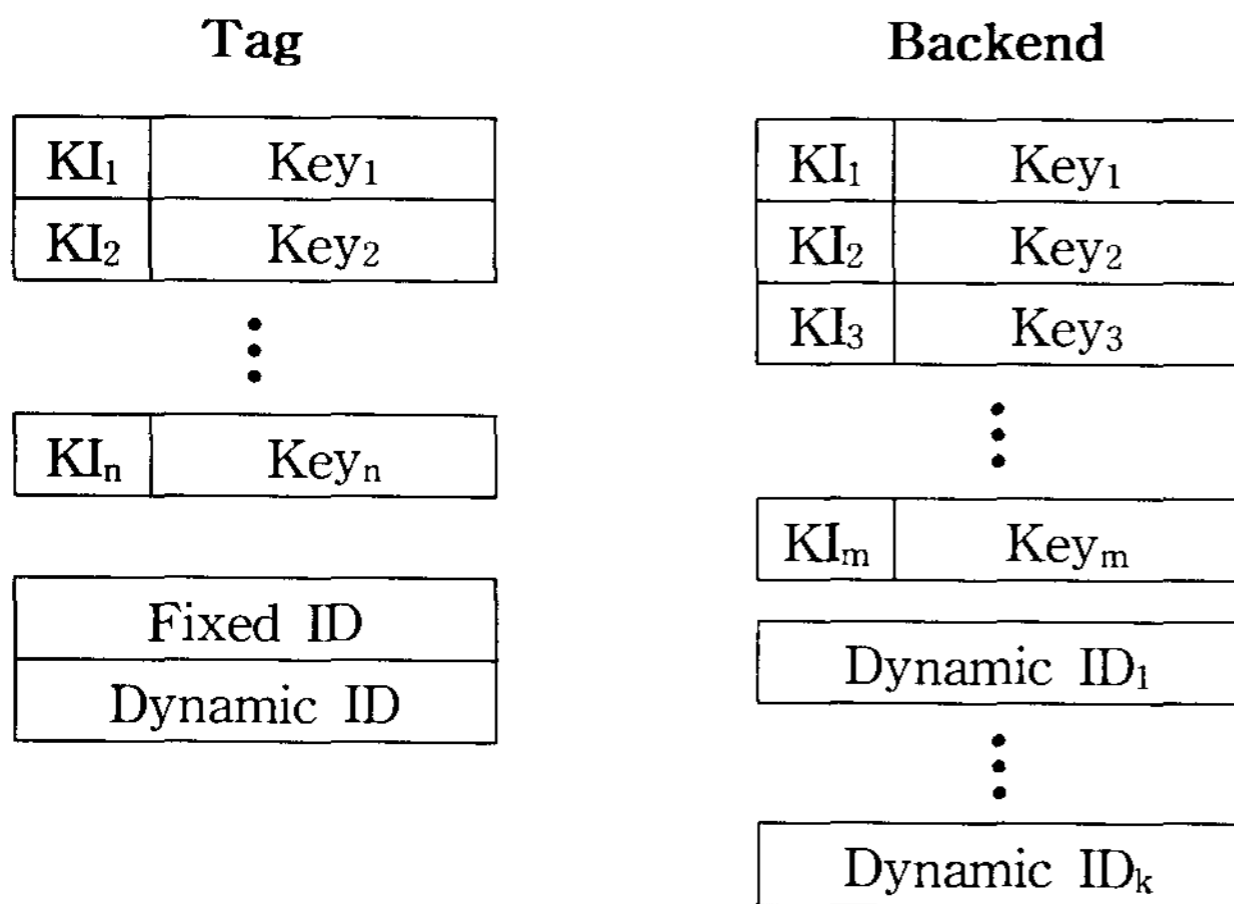 Tag
KI₁ Key₁
KI₂ Key₂
KIₙ Keyₙ
Fixed ID
Dynamic ID
Backend
KI₁ Key₁
KI₂ Key₂
KI₃ Key₃
KIₘ Keyₘ
Dynamic ID₁
Dynamic IDₖ